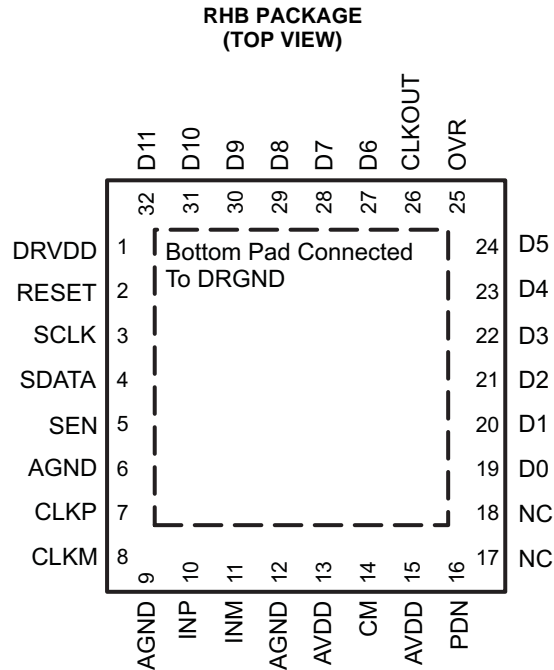 RHB PACKAGE
(TOP VIEW)
D11
D10
D9
D8
D7
D6
CLKOUT
OVR
32
31
30
29
28
27
26
25
DRVDD 1
RESET 2
SCLK 3
SDATA 4
SEN 5
AGND 6
CLKP 7
CLKM 8
Bottom Pad Connected
To DRGND
24 D5
23 D4
22 D3
21 D2
20 D1
19 D0
18 NC
17 NC
9
10
11
12
13
14
15
16
AGND
INP
INM
AGND
AVDD
CM
AVDD
PDN